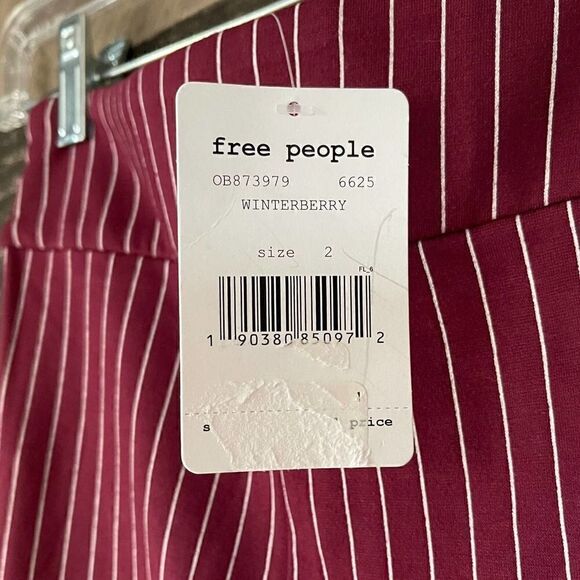 free people
OB873979 6625
WINTERBERRY
size 2
FL_6
1 90380 85097 2
price